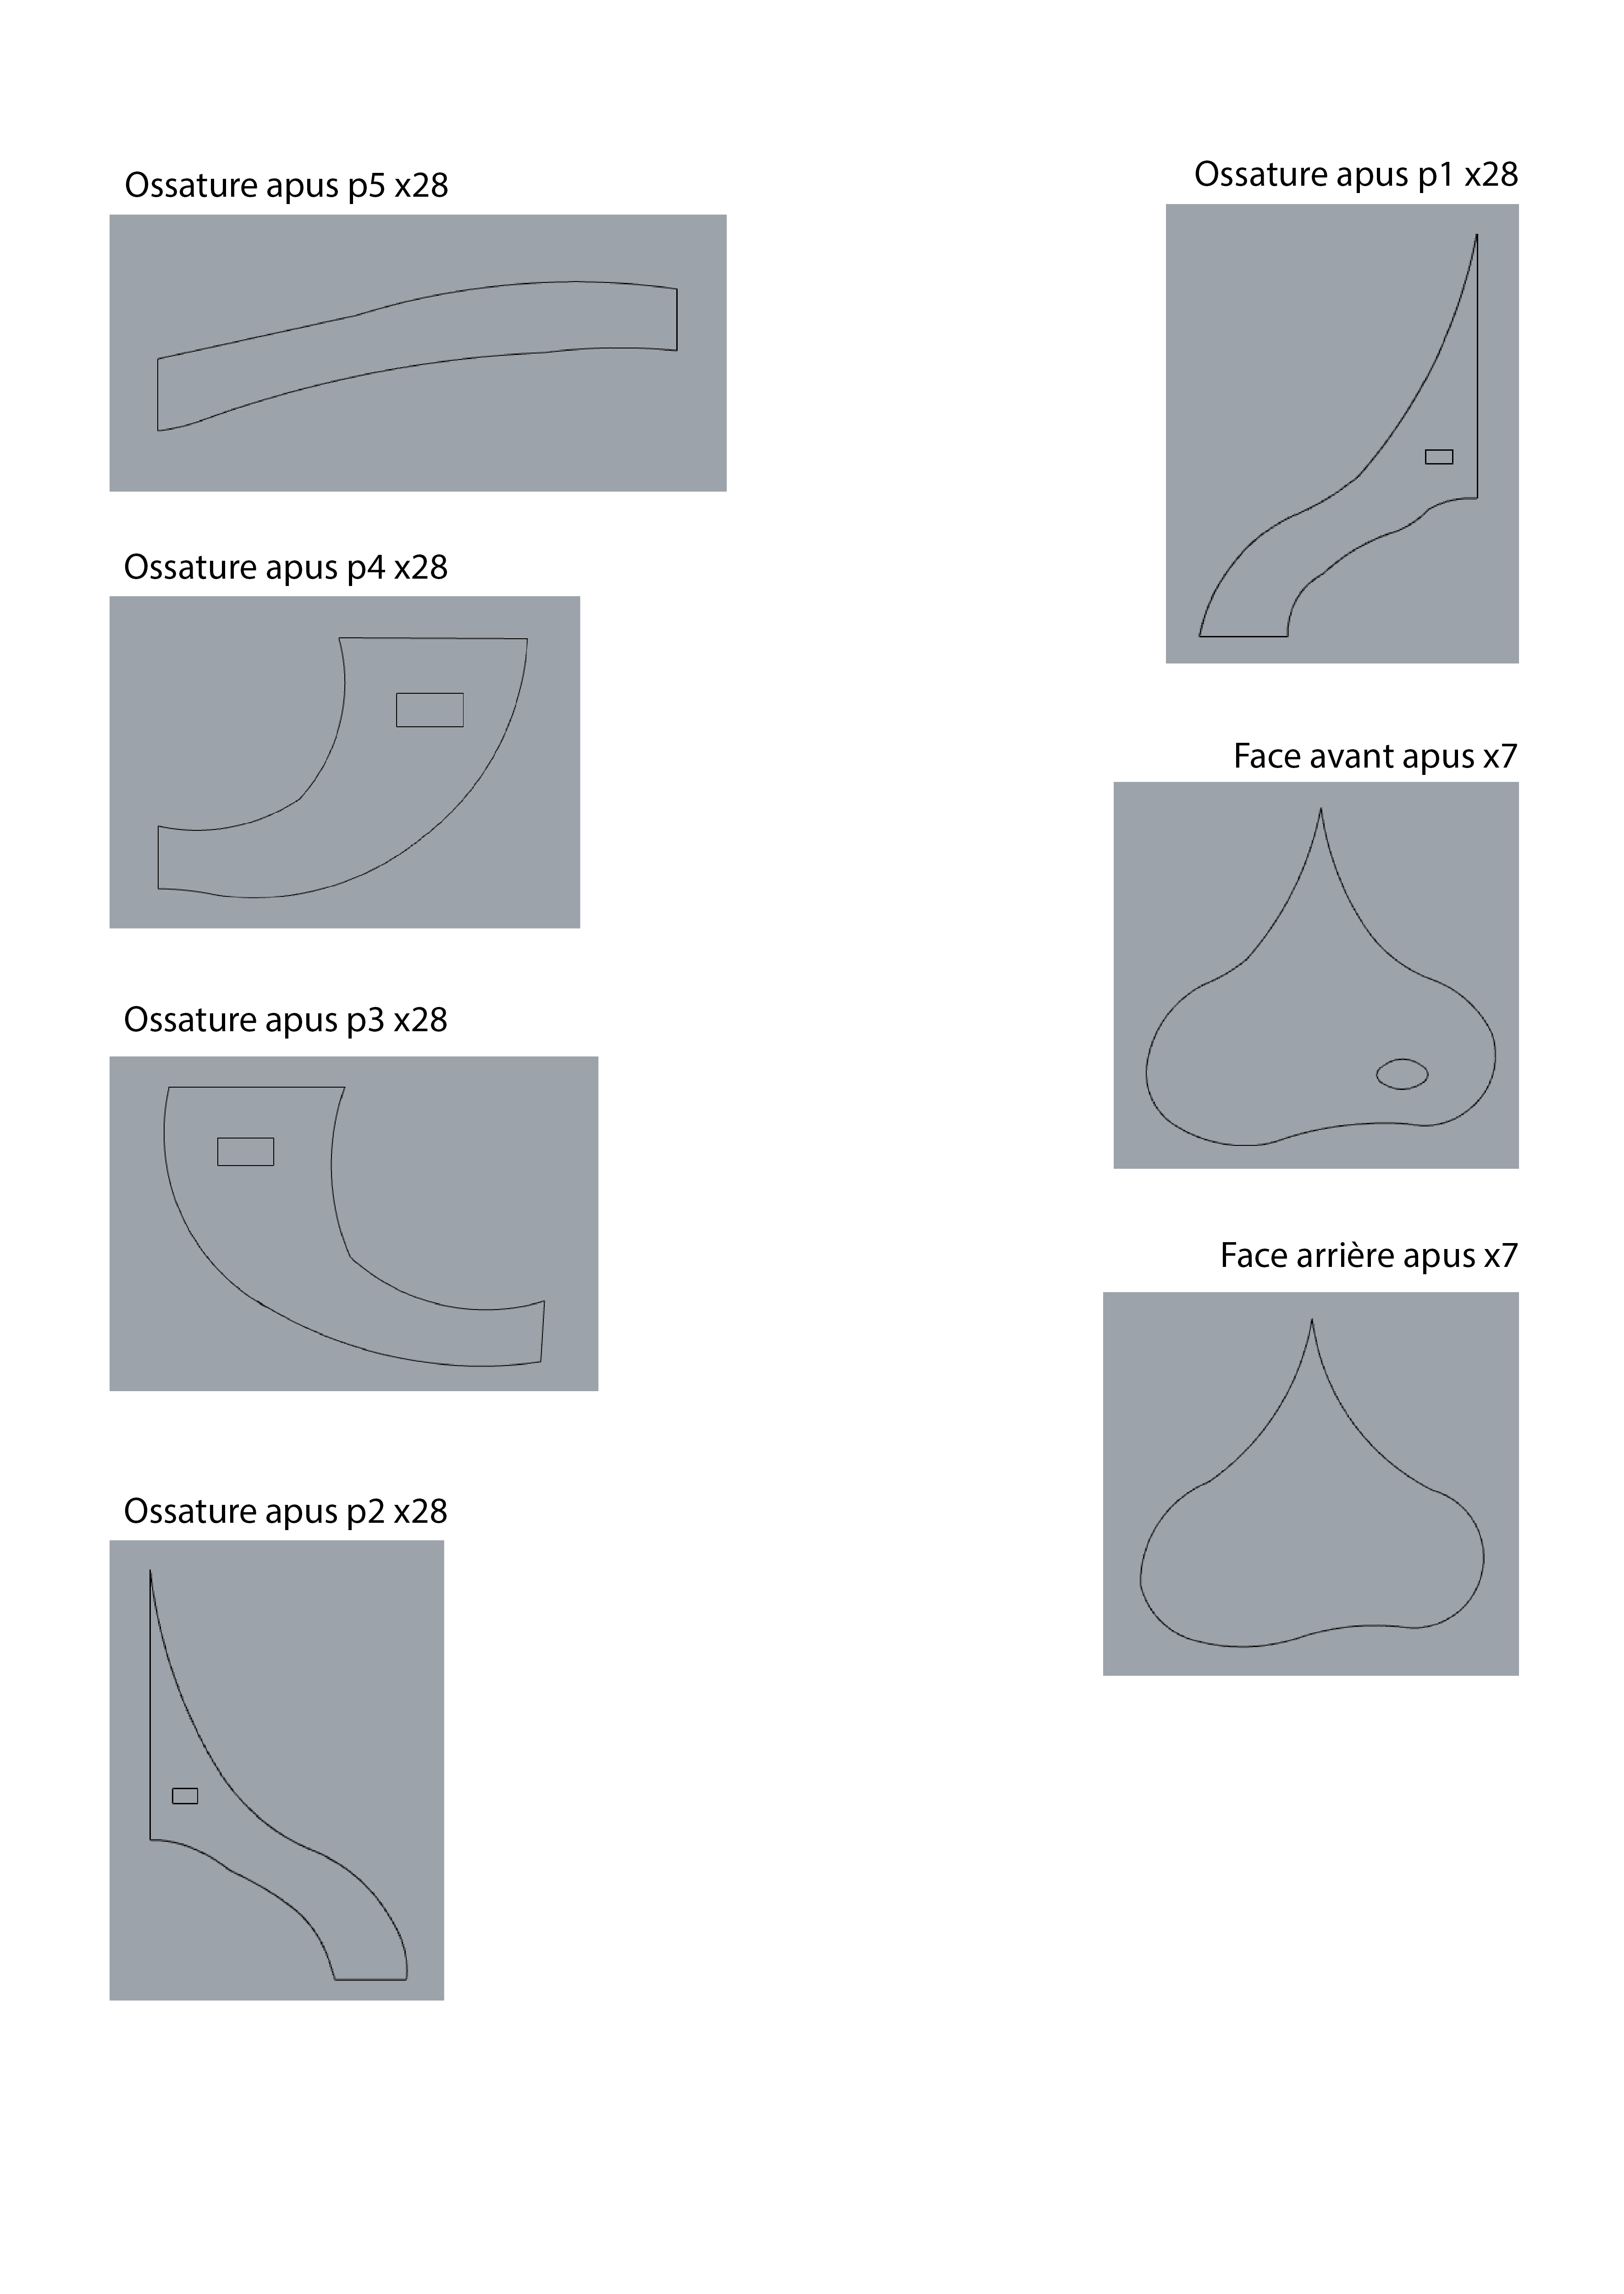 Ossature apus p5 x28
Ossature apus p4 x28
Ossature apus p3 x28
Ossature apus p2 x28
Ossature apus p1 x28
Face avant apus x7
Face arrière apus x7